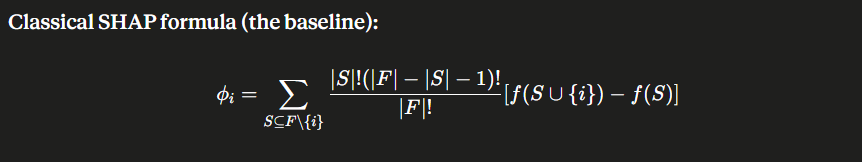 Classical SHAP formula (the baseline):
ϕᵢ = ∑_{S⊆F\{i}} |S|!(|F| − |S| − 1)! / |F|! [f(S ∪ {i}) − f(S)]